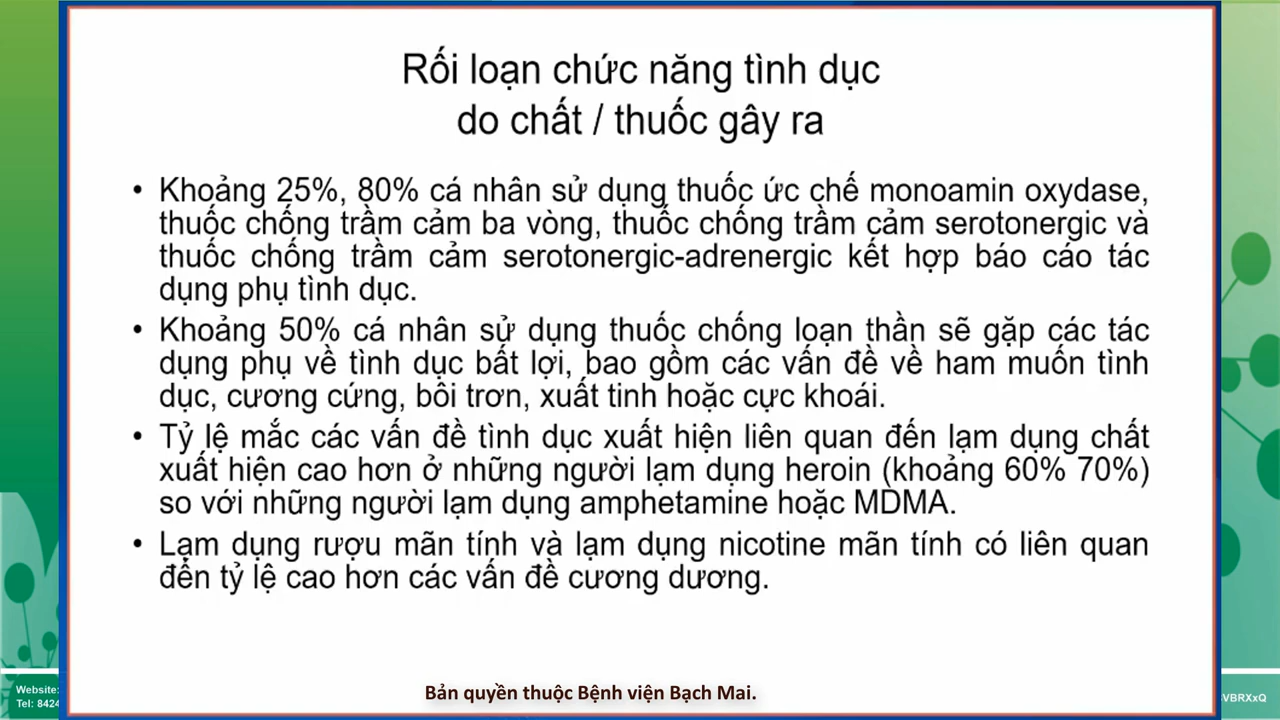 Rối loạn chức năng tình dục
do chất / thuốc gây ra
• Khoảng 25%, 80% cá nhân sử dụng thuốc ức chế monoamin oxydase,
thuốc chống trầm cảm ba vòng, thuốc chống trầm cảm serotonergic và
thuốc chống trầm cảm serotonergic-adrenergic kết hợp báo cáo tác
dụng phụ tình dục.
• Khoảng 50% cá nhân sử dụng thuốc chống loạn thần sẽ gặp các tác
dụng phụ về tình dục bất lợi, bao gồm các vấn đề về ham muốn tình
dục, cương cứng, bôi trơn, xuất tinh hoặc cực khoái.
• Tỷ lệ mắc các vấn đề tình dục xuất hiện liên quan đến lạm dụng chất
xuất hiện cao hơn ở những người lạm dụng heroin (khoảng 60% 70%)
so với những người lạm dụng amphetamine hoặc MDMA.
• Lạm dụng rượu mãn tính và lạm dụng nicotine mãn tính có liên quan
đến tỷ lệ cao hơn các vấn đề cương dương.
Website:
Tel: 8424
Bản quyền thuộc Bệnh viện Bạch Mai.
VBRXxQ